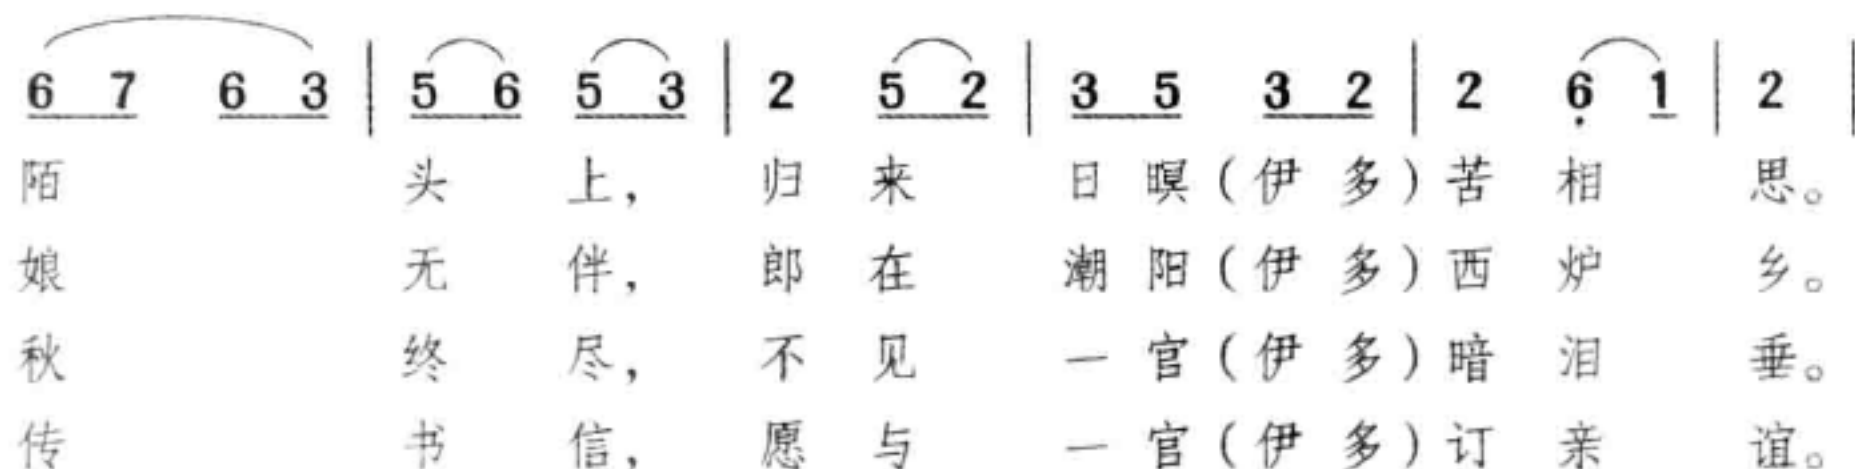 6 7 6 3 | 5 6 5 3 | 2 5 2 | 3 5 3 2 | 2 6̣ 1 | 2 |
陌 头 上， 归 来 日 暝（伊 多）苦 相 思。
娘 无 伴， 郎 在 潮 阳（伊 多）西 炉 乡。
秋 终 尽， 不 见 一 官（伊 多）暗 泪 垂。
传 书 信， 愿 与 一 官（伊 多）订 亲 谊。